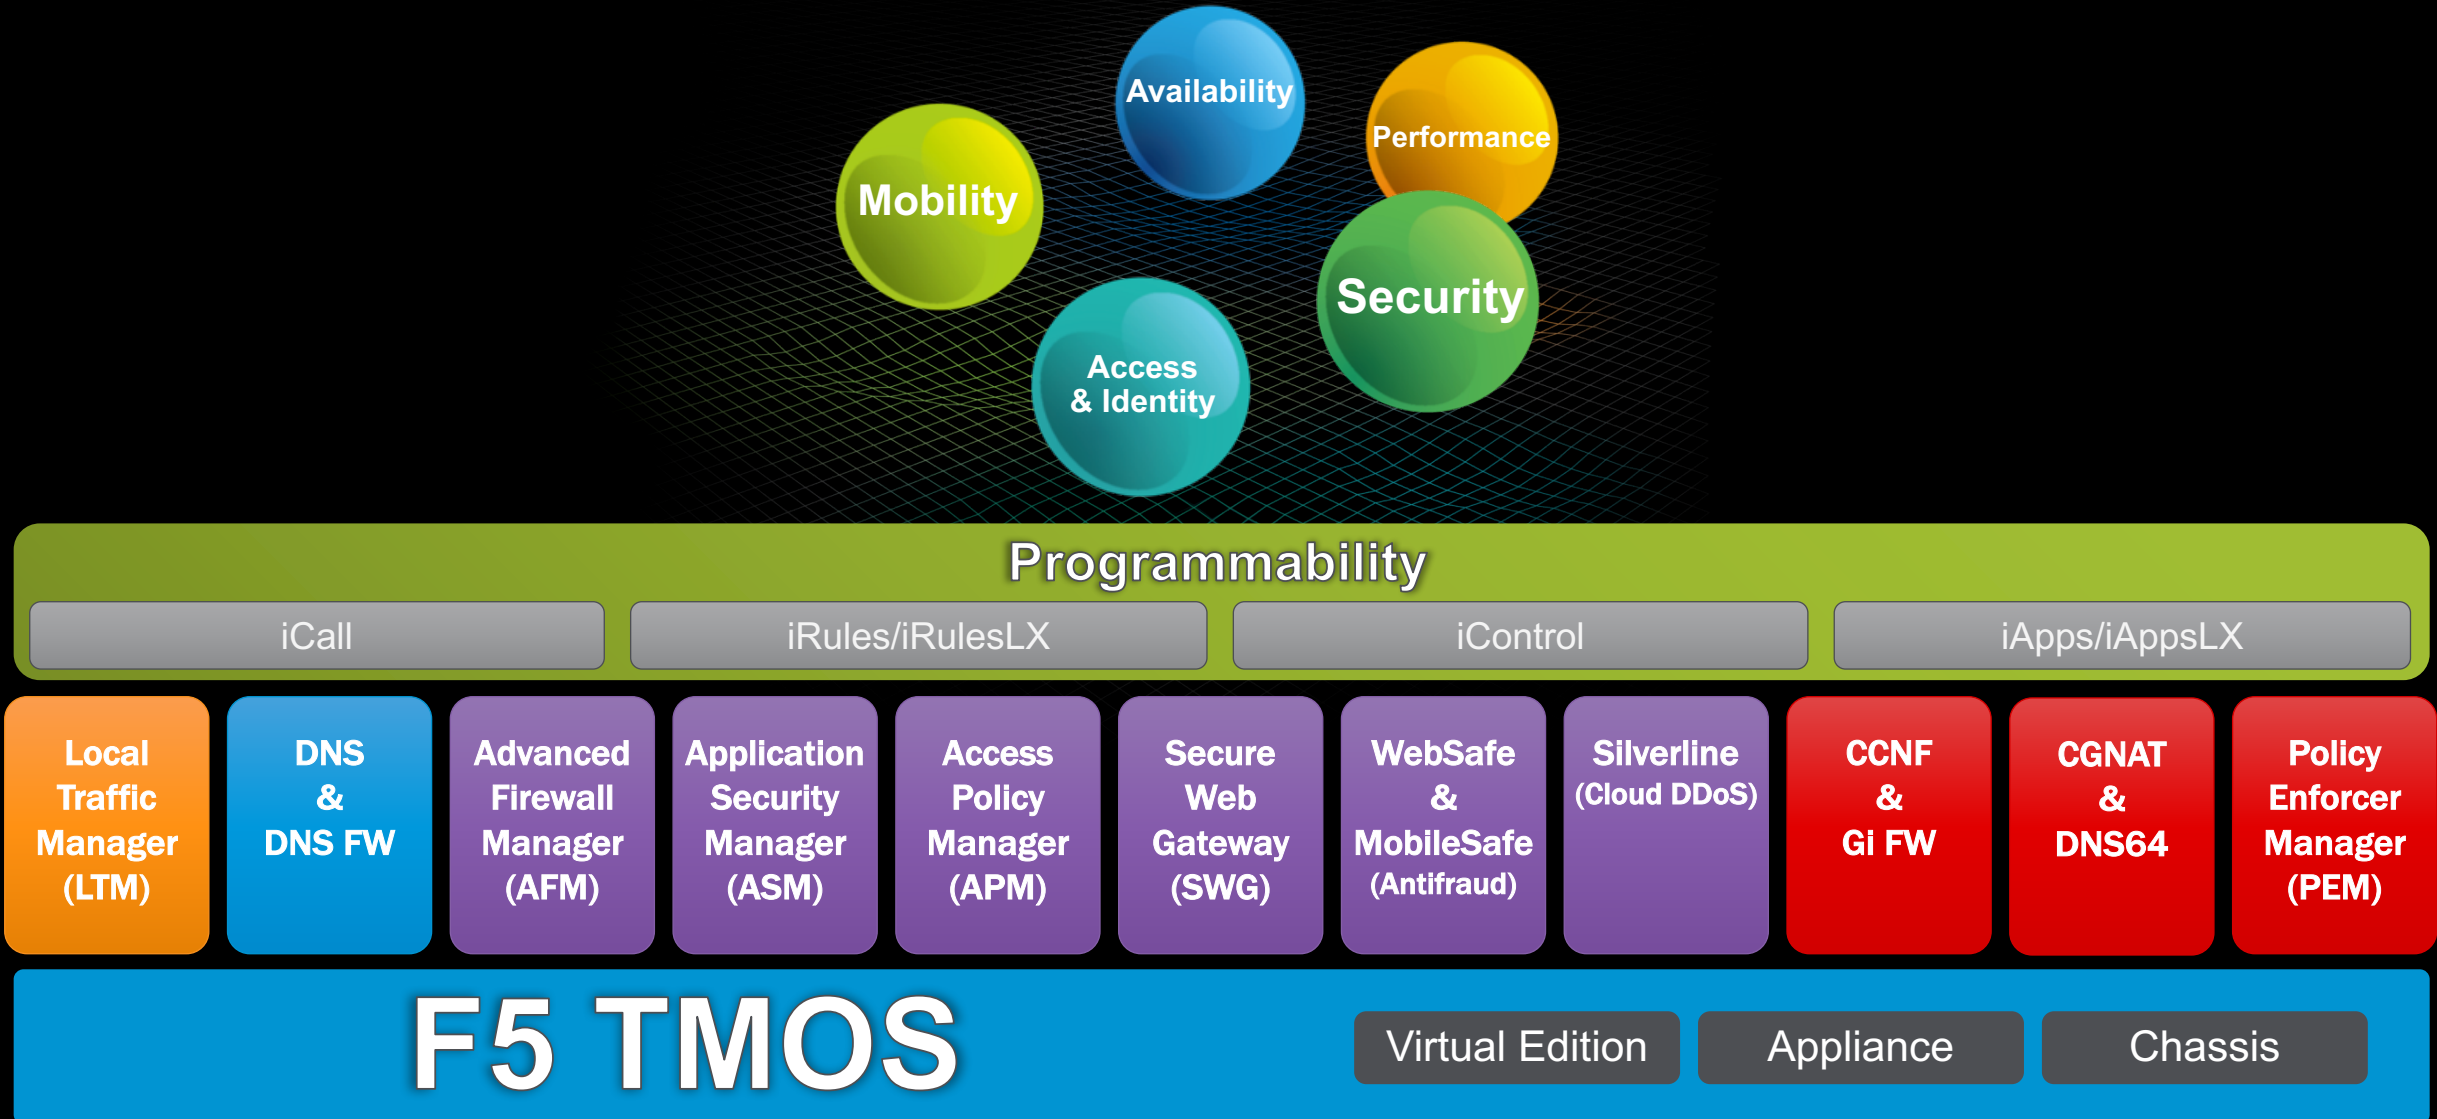 Availability
Performance
Mobility
Security
Access
& Identity
Programmability
iCall
iRules/iRulesLX
iControl
iApps/iAppsLX
Local
Traffic
Manager
(LTM)
DNS
&
DNS FW
Advanced
Firewall
Manager
(AFM)
Application
Security
Manager
(ASM)
Access
Policy
Manager
(APM)
Secure
Web
Gateway
(SWG)
WebSafe
&
MobileSafe
(Antifraud)
Silverline
(Cloud DDoS)
CCNF
&
Gi FW
CGNAT
&
DNS64
Policy
Enforcer
Manager
(PEM)
F5 TMOS
Virtual Edition
Appliance
Chassis